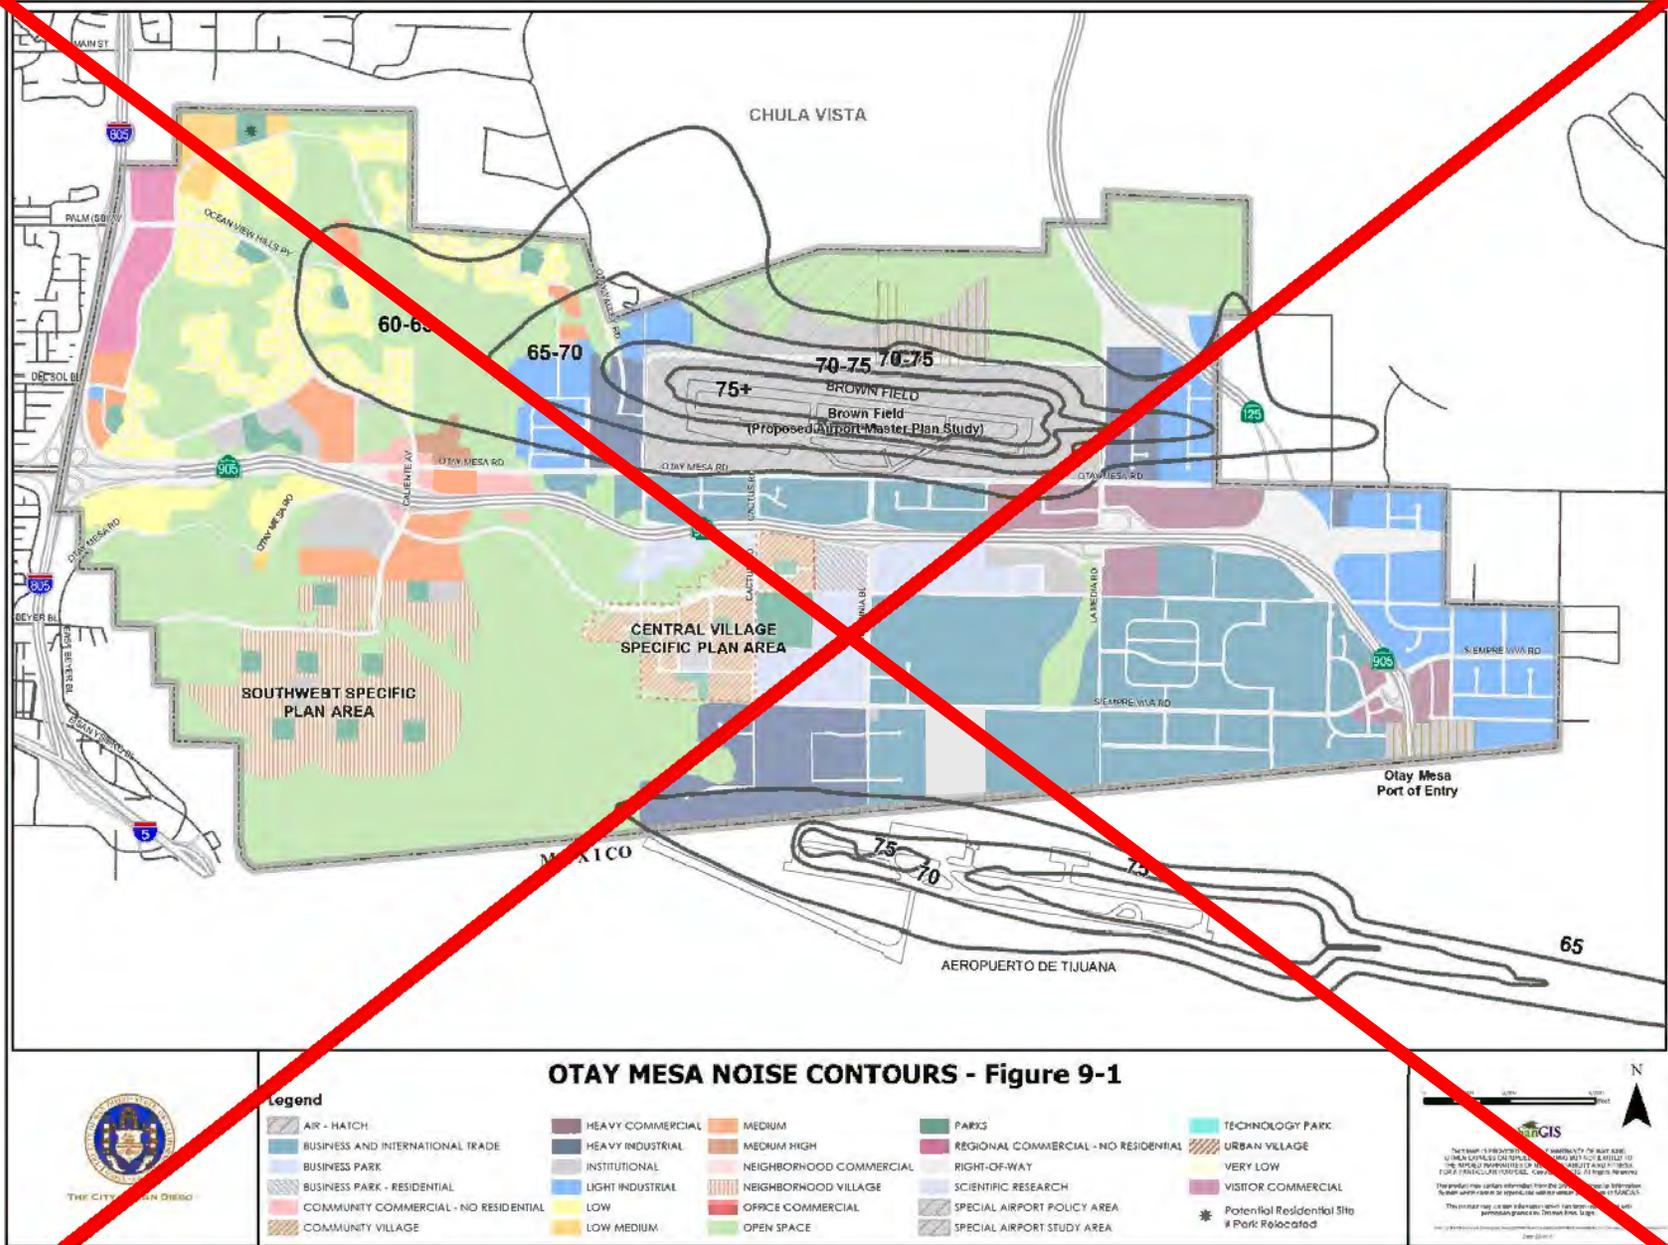 MAIN ST
CHULA VISTA
805
PALM (SB) AV
OCEAN VIEW HILLS PY
60-65
65-70
70-75 70-75
75+
BROWN FIELD
Brown Field
(Proposed Airport Master Plan Study)
DEL SOL BL
125
905
OTAY MESA RD
OTAY MESA RD
OTAY MESA RD
CALIENTE AV
CACTUS RD
OTAY MESA RD
OTAY MESA RD
805
BEYER BL
CENTRAL VILLAGE
SPECIFIC PLAN AREA
LA MEDIA RD
905
SIEMPRE VIVA RD
SOUTHWEST SPECIFIC
PLAN AREA
SIEMPRE VIVA RD
Otay Mesa
Port of Entry
5
75
70
75
65
AEROPUERTO DE TIJUANA
OTAY MESA NOISE CONTOURS - Figure 9-1
Legend
AIR - HATCH
BUSINESS AND INTERNATIONAL TRADE
BUSINESS PARK
BUSINESS PARK - RESIDENTIAL
COMMUNITY COMMERCIAL - NO RESIDENTIAL
COMMUNITY VILLAGE
HEAVY COMMERCIAL
HEAVY INDUSTRIAL
INSTITUTIONAL
LIGHT INDUSTRIAL
LOW
LOW MEDIUM
MEDIUM
MEDIUM HIGH
NEIGHBORHOOD COMMERCIAL
NEIGHBORHOOD VILLAGE
OFFICE COMMERCIAL
OPEN SPACE
PARKS
REGIONAL COMMERCIAL - NO RESIDENTIAL
RIGHT-OF-WAY
SCIENTIFIC RESEARCH
SPECIAL AIRPORT POLICY AREA
SPECIAL AIRPORT STUDY AREA
TECHNOLOGY PARK
URBAN VILLAGE
VERY LOW
VISITOR COMMERCIAL
Potential Residential Site
if Park Relocated
N
THE CITY OF SAN DIEGO